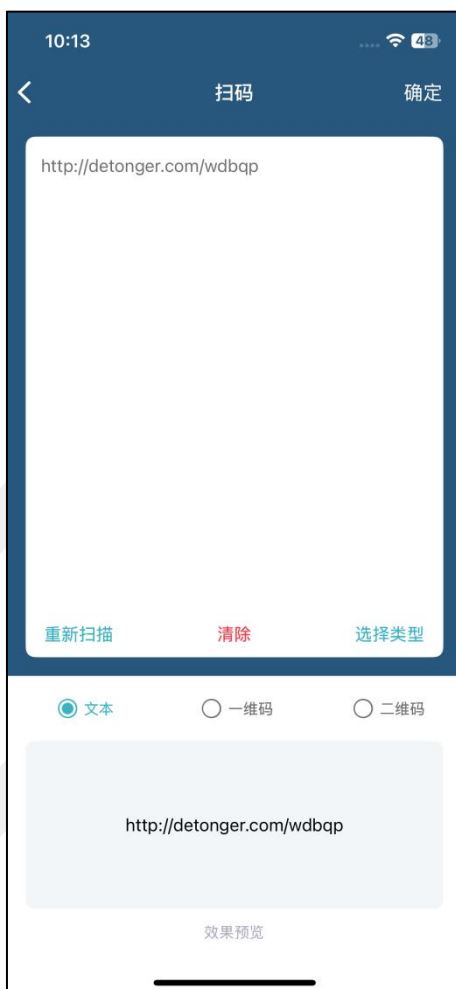 10:13
48
扫码
确定
http://detonger.com/wdbqp
重新扫描
清除
选择类型
文本
一维码
二维码
http://detonger.com/wdbqp
效果预览